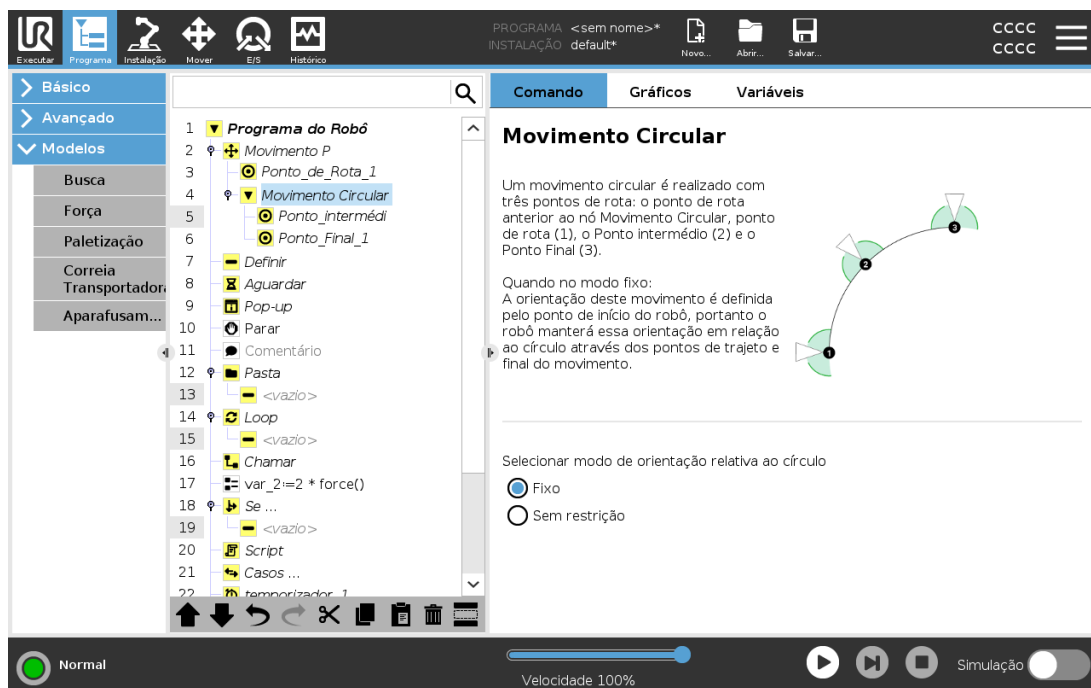 PROGRAMA <sem nome>*
INSTALAÇÃO default*
CCCC
CCCC
Executar
Programa
Instalação
Mover
E/S
Histórico
Novo...
Abrir...
Salvar...
Básico
Avançado
Modelos
Busca
Força
Paletização
Correia
Transportador
Aparafusam...
1 Programa do Robô
2 Movimento P
3 Ponto_de_Rota_1
4 Movimento Circular
5 Ponto_intermédi
6 Ponto_Final_1
7 Definir
8 Aguardar
9 Pop-up
10 Parar
11 Comentário
12 Pasta
13 <vazio>
14 Loop
15 <vazio>
16 Chamar
17 var_2:=2 * force()
18 Se ...
19 <vazio>
20 Script
21 Casos ...
22 temporizador_1
Comando
Gráficos
Variáveis
Movimento Circular
Um movimento circular é realizado com
três pontos de rota: o ponto de rota
anterior ao nó Movimento Circular, ponto
de rota (1), o Ponto intermédio (2) e o
Ponto Final (3).
Quando no modo fixo:
A orientação deste movimento é definida
pelo ponto de início do robô, portanto o
robô manterá essa orientação em relação
ao círculo através dos pontos de trajeto e
final do movimento.
3
2
1
Selecionar modo de orientação relativa ao círculo
Fixo
Sem restrição
Normal
Velocidade 100%
Simulação